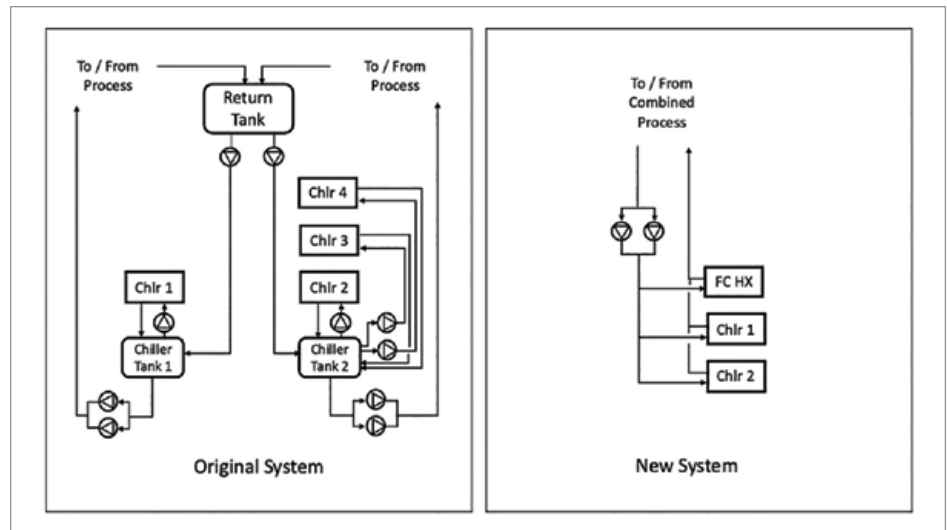 To / From
Process
To / From
Process
Return
Tank
Chlr 4
Chlr 3
Chlr 1
Chlr 2
Chiller
Tank 1
Chiller
Tank 2
Original System
To / From
Combined
Process
FC HX
Chlr 1
Chlr 2
New System